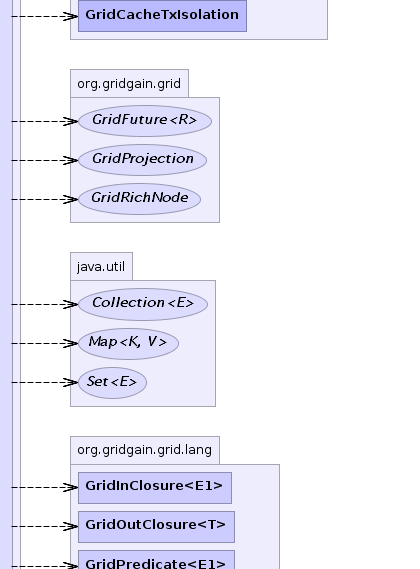 GridCacheTxIsolation
org.gridgain.grid
GridFuture<R>
GridProjection
GridRichNode
java.util
Collection<E>
Map<K, V>
Set<E>
org.gridgain.grid.lang
GridInClosure<E1>
GridOutClosure<T>
GridPredicate<E1>